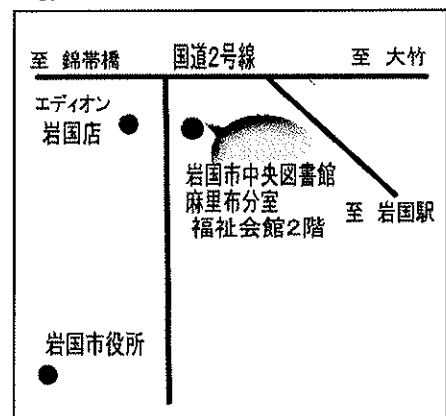 至 錦帯橋
国道2号線
至 大竹
エディオン
岩国店
岩国市中央図書館
麻里布分室
福祉会館2階
至 岩国駅
岩国市役所